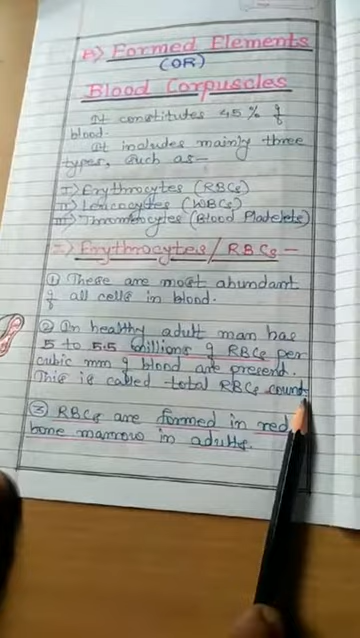 B) Formed Elements
(OR)
Blood Corpuscles
It constitutes 45% of
blood.
It includes mainly three
types, such as—
I) Erythrocytes (RBCs)
II) Leucocytes (WBCs)
III) Thrombocytes (Blood Platelets)
I) Erythrocytes/RBCs —
① These are most abundant
of all cells in blood.
② In healthy adult man has
5 to 5.5 millions of RBCs per
cubic mm of blood are present.
This is called total RBCs count
③ RBCs are formed in red
bone marrow in adults.